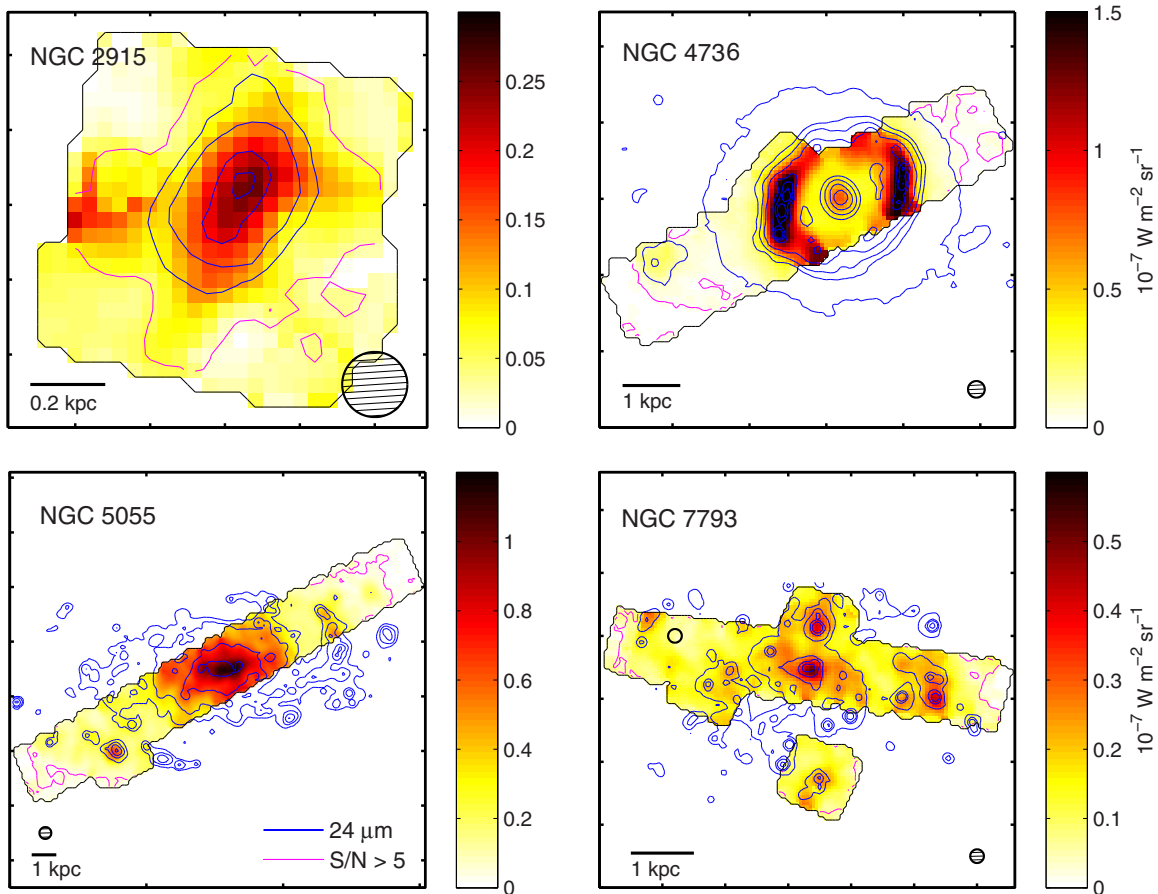 NGC 2915
0.25
0.2
0.15
0.1
0.05
0
0.2 kpc
NGC 4736
1.5
1
0.5
0
10⁻⁷ W m⁻² sr⁻¹
1 kpc
NGC 5055
1
0.8
0.6
0.4
0.2
0
24 μm
S/N > 5
1 kpc
NGC 7793
0.5
0.4
0.3
0.2
0.1
0
10⁻⁷ W m⁻² sr⁻¹
1 kpc